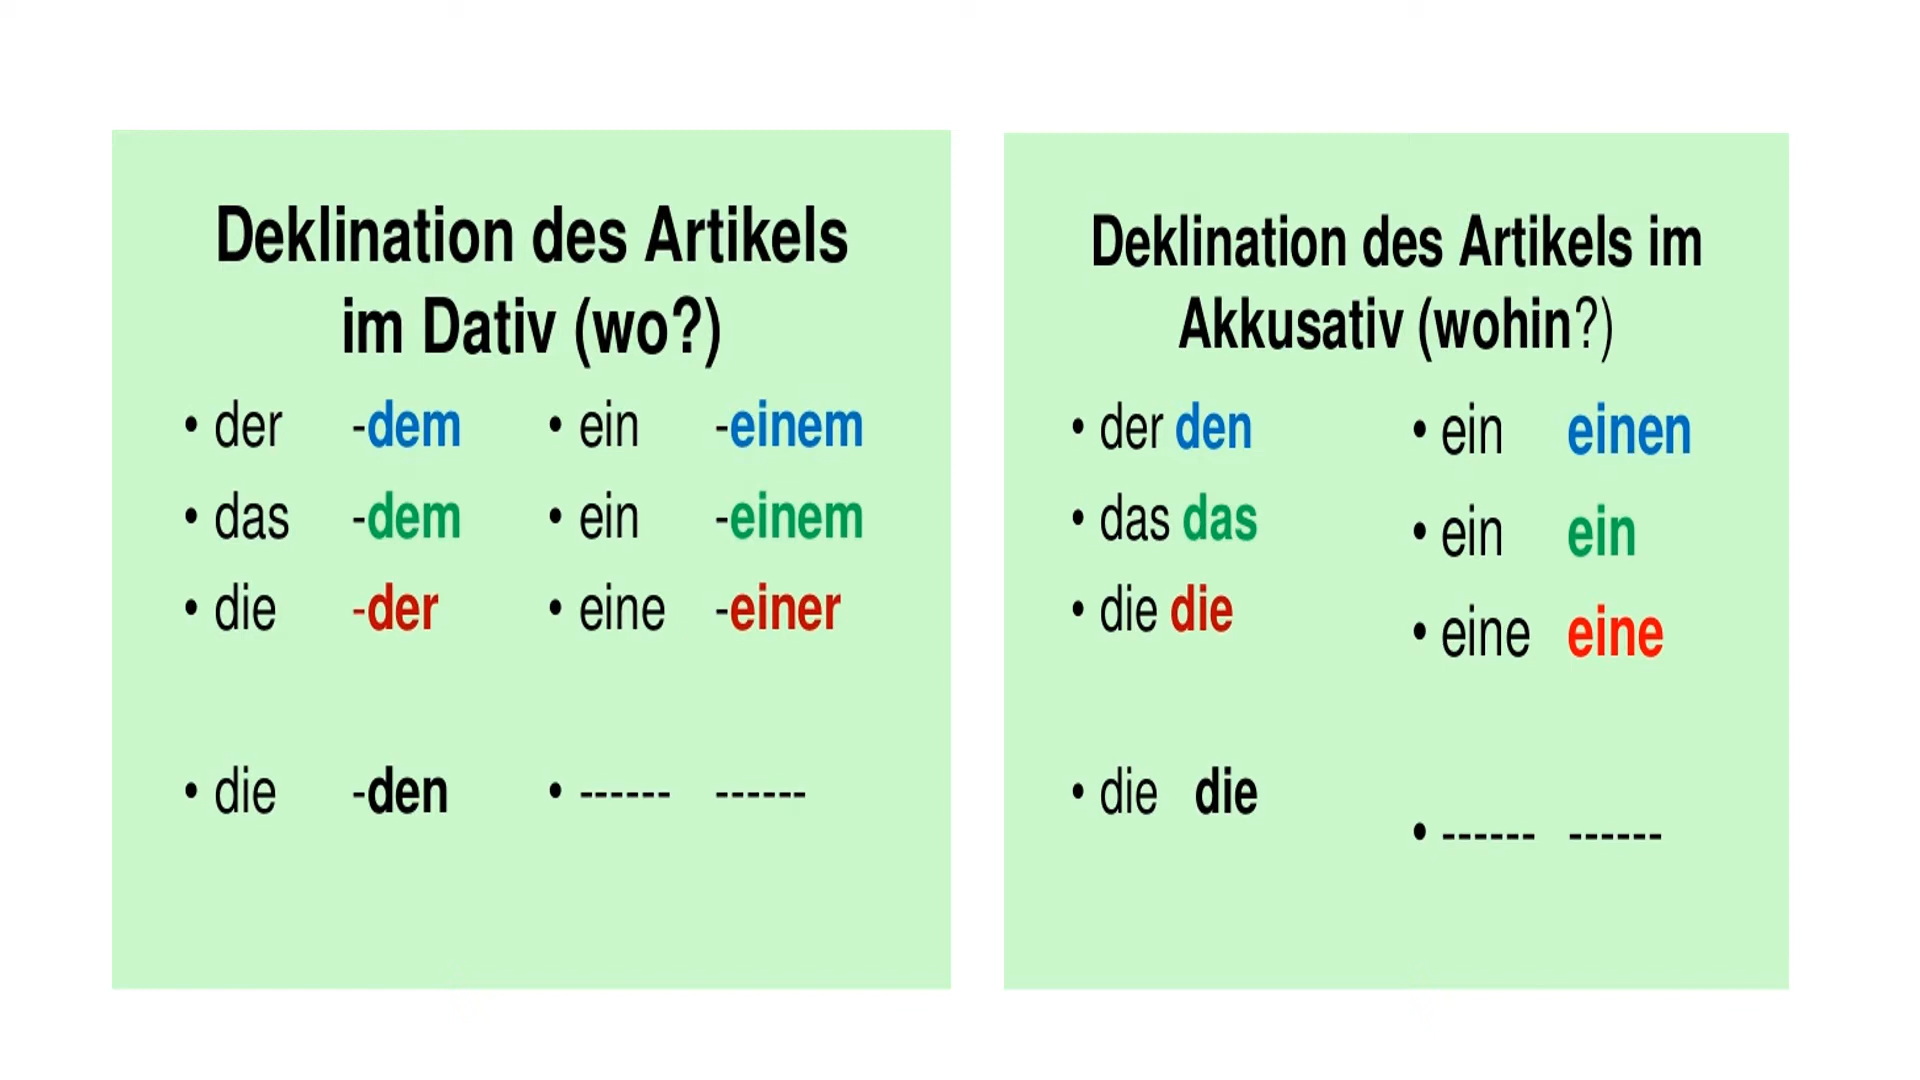 Deklination des Artikels
im Dativ (wo?)
• der -dem • ein -einem
• das -dem • ein -einem
• die -der • eine -einer
• die -den • ------ ------
Deklination des Artikels im
Akkusativ (wohin?)
• der den • ein einen
• das das • ein ein
• die die • eine eine
• die die
• ------ ------